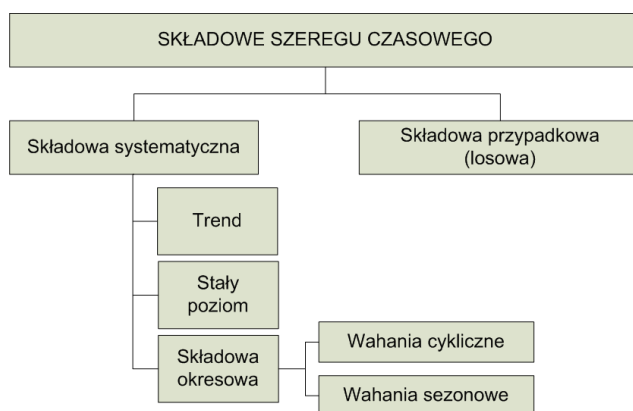 SKŁADOWE SZEREGU CZASOWEGO
Składowa systematyczna
Składowa przypadkowa
(losowa)
Trend
Stały
poziom
Składowa
okresowa
Wahania cykliczne
Wahania sezonowe